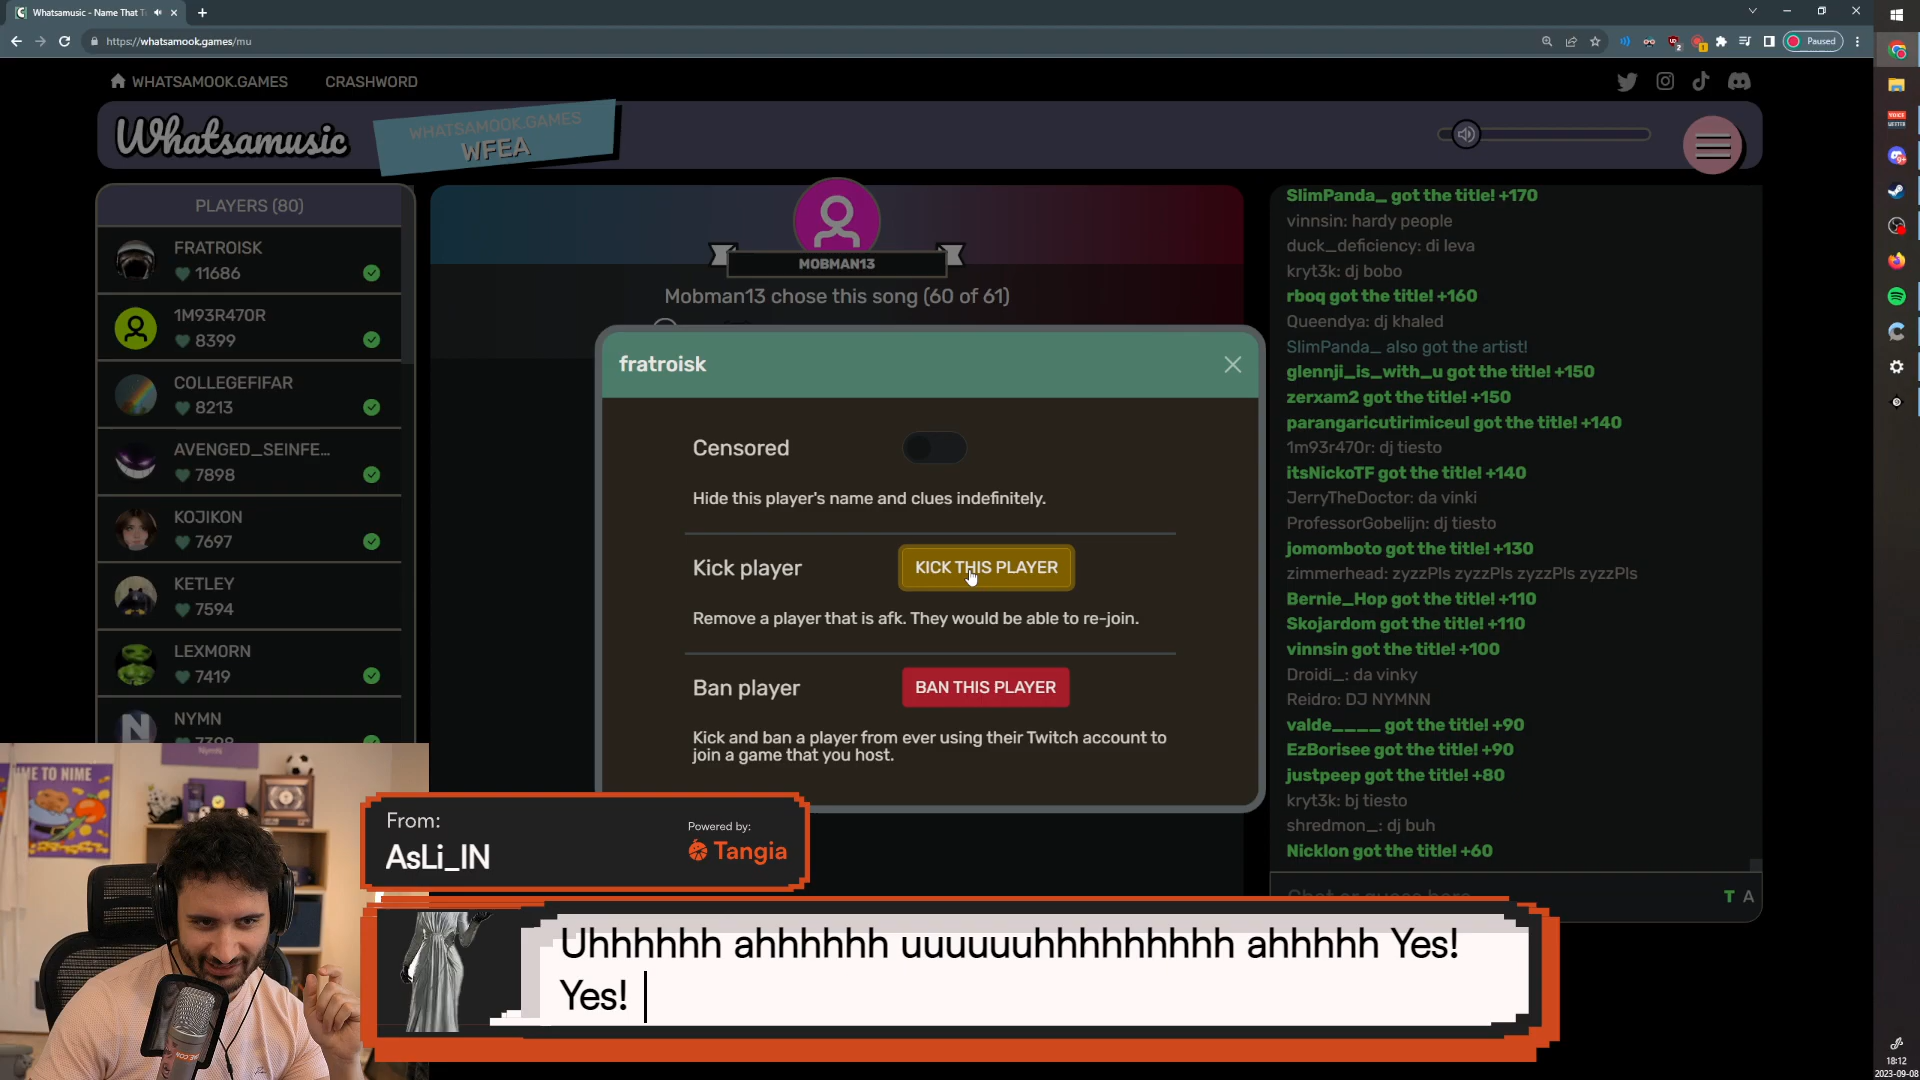 Whatsamusic - Name That T
https://whatsamook.games/mu
Paused
WHATSAMOOK.GAMES
CRASHWORD
Whatsamusic
WHATSAMOOK.GAMES
WFEA
PLAYERS (80)
FRATROISK
11686
1M93R470R
8399
COLLEGEFIFAR
8213
AVENGED_SEINFE...
7898
KOJIKON
7697
KETLEY
7594
LEXMORN
7419
NYMN
MOBMAN13
Mobman13 chose this song (60 of 61)
fratroisk
Censored
Hide this player's name and clues indefinitely.
Kick player
KICK THIS PLAYER
Remove a player that is afk. They would be able to re-join.
Ban player
BAN THIS PLAYER
Kick and ban a player from ever using their Twitch account to
join a game that you host.
SlimPanda_ got the title! +170
vinnsin: hardy people
duck_deficiency: di leva
kryt3k: dj bobo
rboq got the title! +160
Queendya: dj khaled
SlimPanda_ also got the artist!
glennji_is_with_u got the title! +150
zerxam2 got the title! +150
parangaricutirimiceul got the title! +140
1m93r470r: dj tiesto
itsNickoTF got the title! +140
JerryTheDoctor: da vinki
ProfessorGobelijn: dj tiesto
jomomboto got the title! +130
zimmerhead: zyzzPls zyzzPls zyzzPls zyzzPls
Bernie_Hop got the title! +110
Skojardom got the title! +110
vinnsin got the title! +100
Droidi_: da vinky
Reidro: DJ NYMNN
valde____ got the title! +90
EzBorisee got the title! +90
justpeep got the title! +80
kryt3k: bj tiesto
shredmon_: dj buh
Nicklon got the title! +60
T A
From:
AsLi_IN
Powered by:
Tangia
Uhhhhhh ahhhhhh uuuuuuhhhhhhhhh ahhhhh Yes!
Yes!
NymN
18:12
2023-09-08